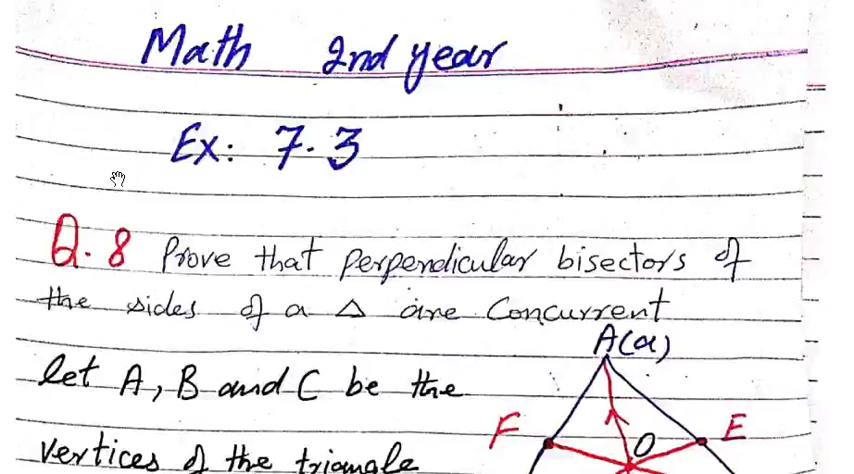 Math 2nd year
Ex: 7.3
Q.8 Prove that perpendicular bisectors of
the sides of a △ are Concurrent
A(a)
let A, B and C be the
F E
O
vertices of the triangle